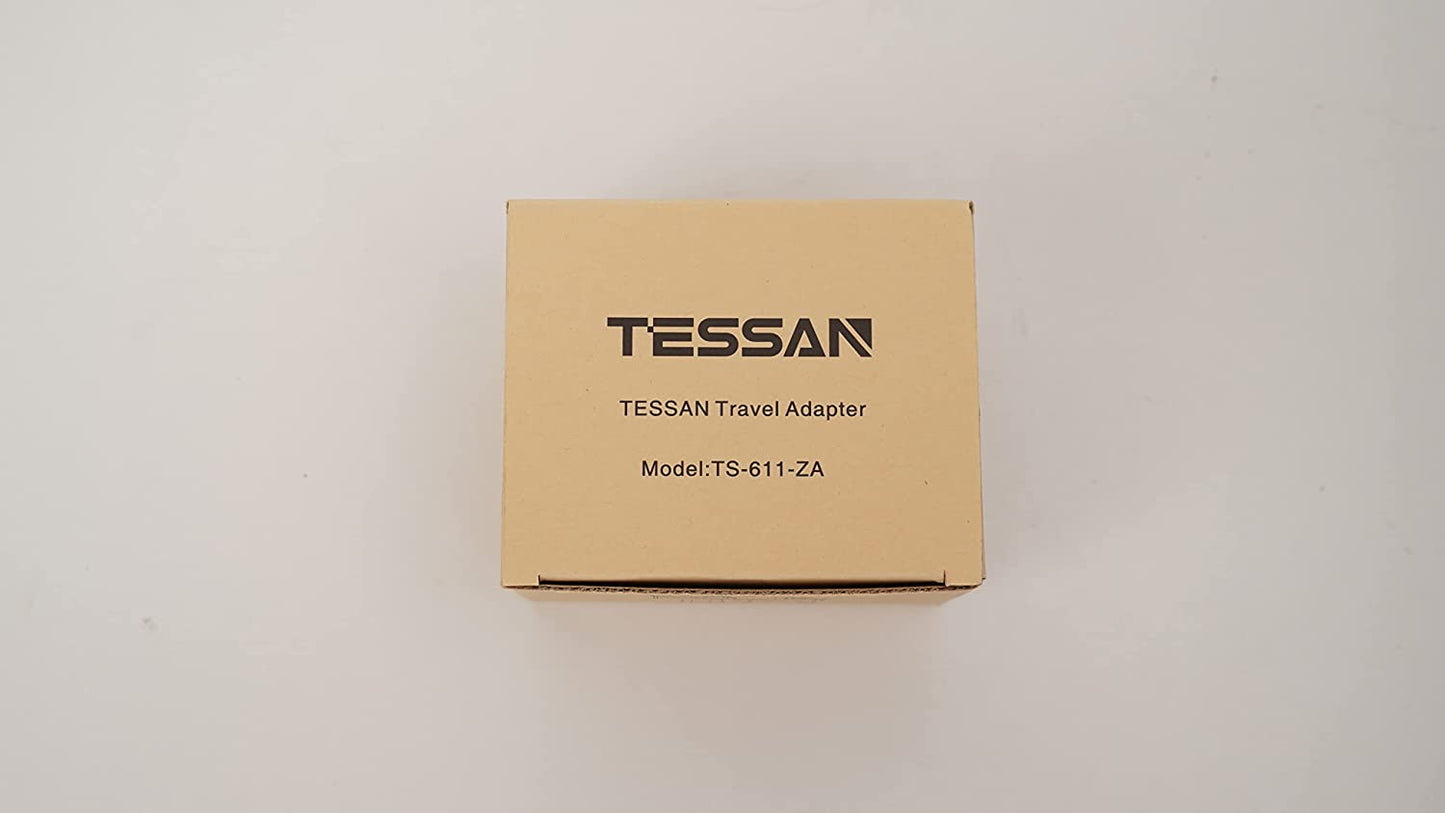 TESSAN
TESSAN Travel Adapter
Model:TS-611-ZA